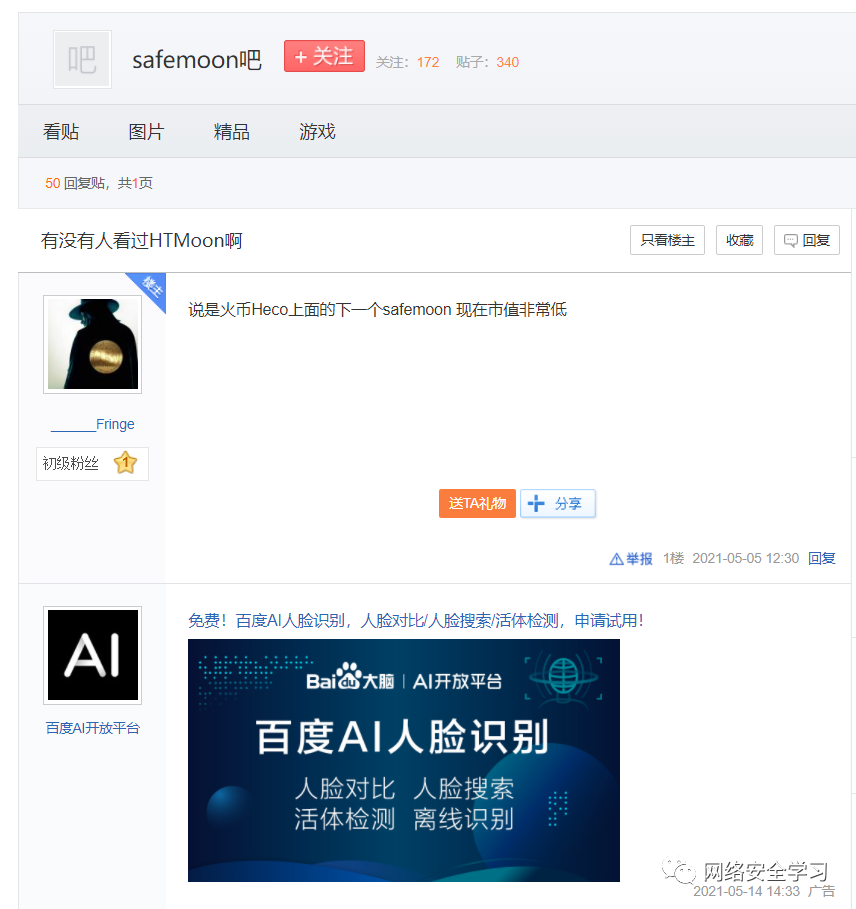 吧 safemoon吧 + 关注 关注：172 贴子：340
看贴 图片 精品 游戏
50 回复贴，共1页
有没有人看过HTMoon啊 只看楼主 收藏 回复
楼主
说是火币Heco上面的下一个safemoon 现在市值非常低
______Fringe
初级粉丝 1
送TA礼物 分享
举报 1楼 2021-05-05 12:30 回复
免费！百度AI人脸识别，人脸对比/人脸搜索/活体检测，申请试用！
AI
百度AI开放平台
Bai du 大脑 | AI开放平台
百度AI人脸识别
人脸对比 人脸搜索
活体检测 离线识别
网络安全学习
2021-05-14 14:33 广告